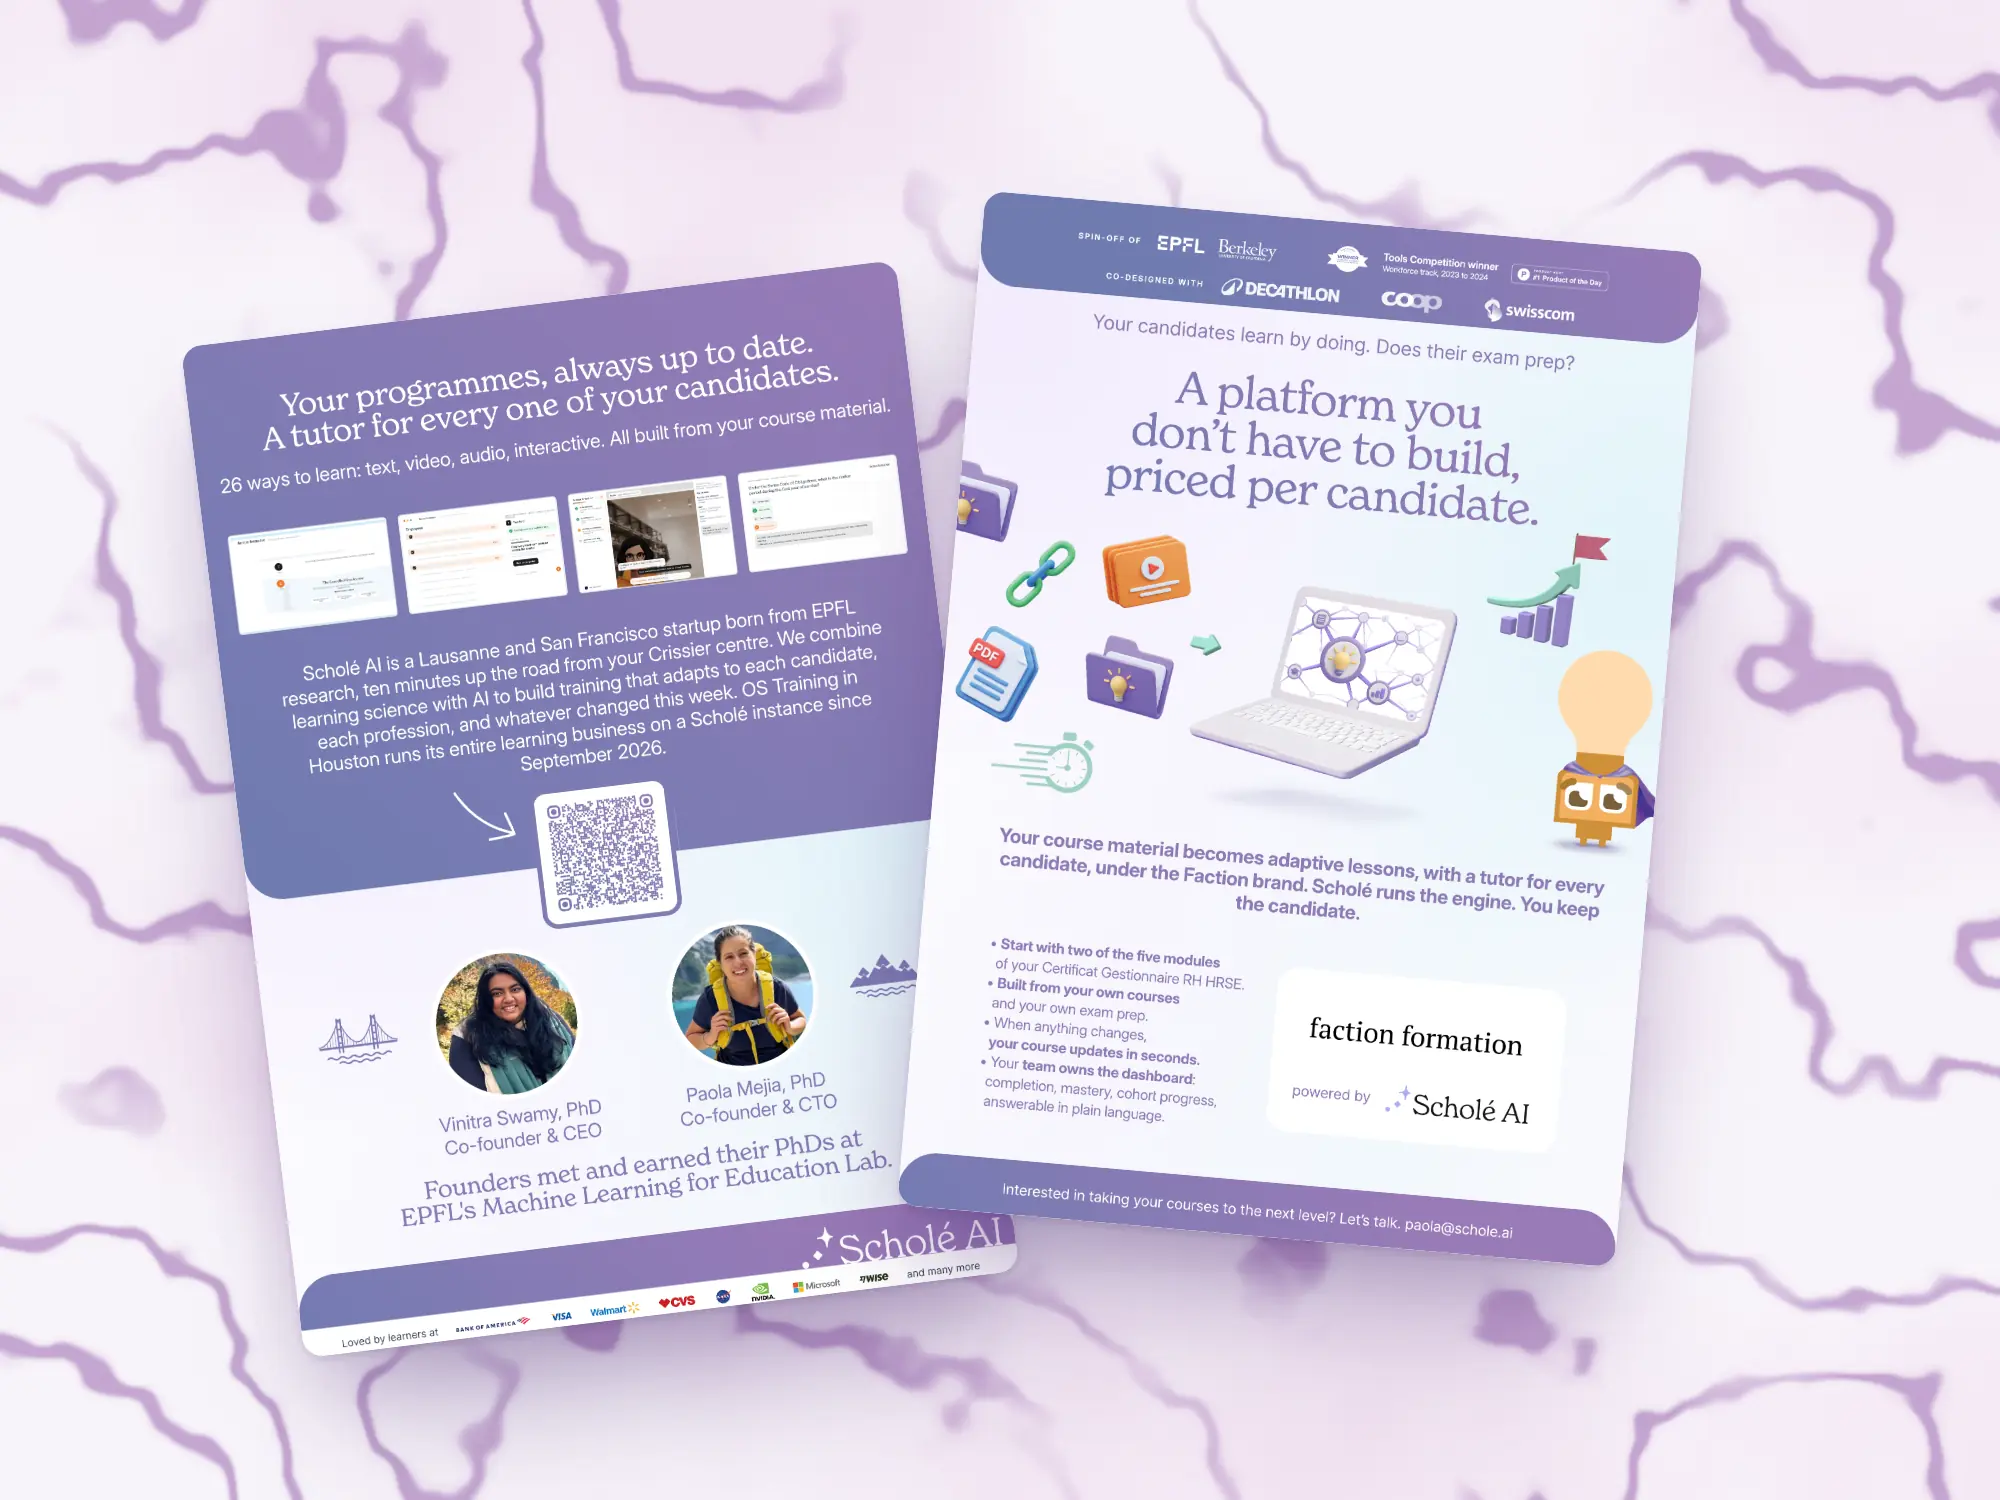 Your programmes, always up to date.
A tutor for every one of your candidates.
26 ways to learn: text, video, audio, interactive. All built from your course material.
Scholé AI is a Lausanne and San Francisco startup born from EPFL
research, ten minutes up the road from your Crissier centre. We combine
learning science with AI to build training that adapts to each candidate,
each profession, and whatever changed this week. OS Training in
Houston runs its entire learning business on a Scholé instance since
September 2026.
Vinitra Swamy, PhD
Co-founder & CEO
Paola Mejia, PhD
Co-founder & CTO
Founders met and earned their PhDs at
EPFL's Machine Learning for Education Lab.
Scholé AI
Loved by learners at
BANK OF AMERICA
VISA
Walmart
CVS
NASA
NVIDIA.
Microsoft
wise
and many more
SPIN-OFF OF
EPFL
Berkeley
UNIVERSITY OF CALIFORNIA
WINNER
Tools Competition winner
Workforce track, 2023 to 2024
P
PRODUCT HUNT
#1 Product of the Day
CO-DESIGNED WITH
DECATHLON
coop
swisscom
Your candidates learn by doing. Does their exam prep?
A platform you
don't have to build,
priced per candidate.
PDF
Your course material becomes adaptive lessons, with a tutor for every
candidate, under the Faction brand. Scholé runs the engine. You keep
the candidate.
• Start with two of the five modules
of your Certificat Gestionnaire RH HRSE.
• Built from your own courses
and your own exam prep.
• When anything changes,
your course updates in seconds.
• Your team owns the dashboard:
completion, mastery, cohort progress,
answerable in plain language.
faction formation
powered by
Scholé AI
Interested in taking your courses to the next level? Let's talk. paola@schole.ai